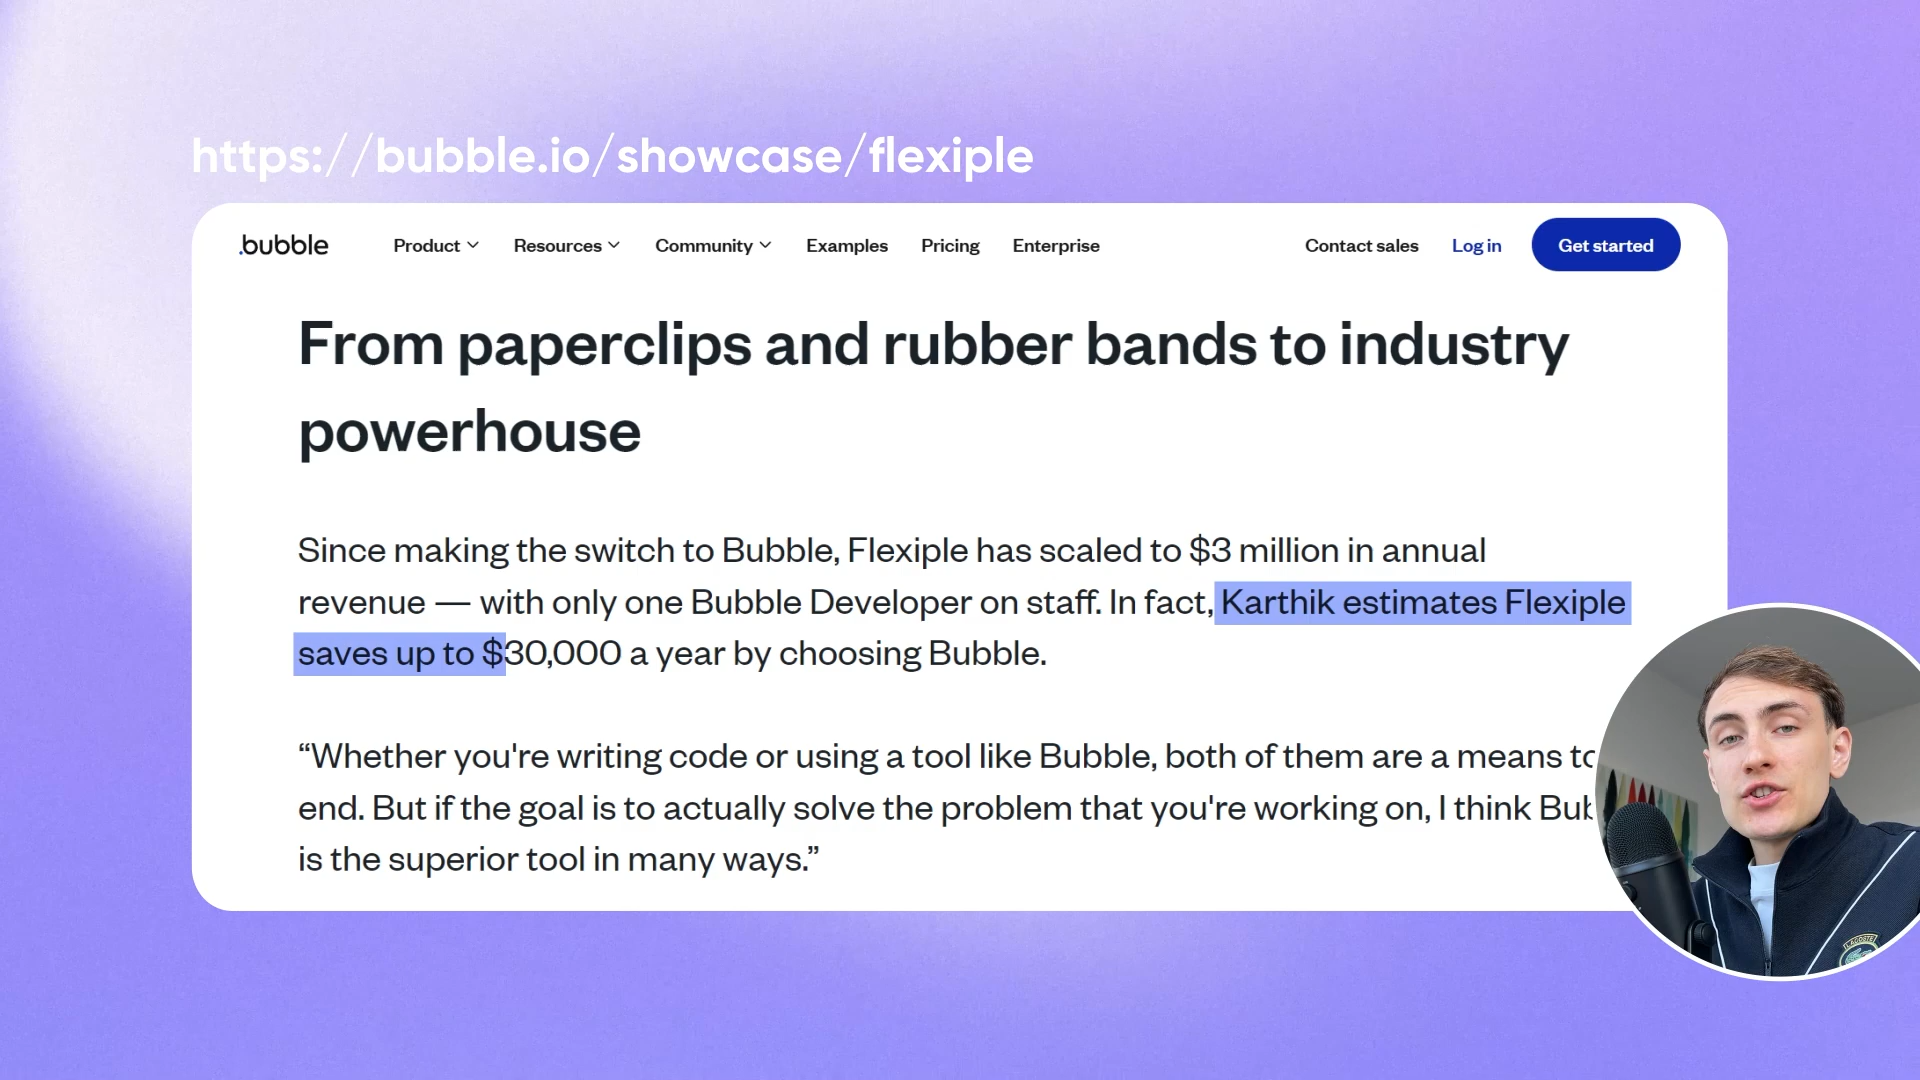 https://bubble.io/showcase/flexiple
.bubble Product Resources Community Examples Pricing Enterprise Contact sales Log in Get started
From paperclips and rubber bands to industry
powerhouse
Since making the switch to Bubble, Flexiple has scaled to $3 million in annual
revenue — with only one Bubble Developer on staff. In fact, Karthik estimates Flexiple
saves up to $30,000 a year by choosing Bubble.
“Whether you're writing code or using a tool like Bubble, both of them are a means
end. But if the goal is to actually solve the problem that you're working on, I think
is the superior tool in many ways.”
LACOSTE